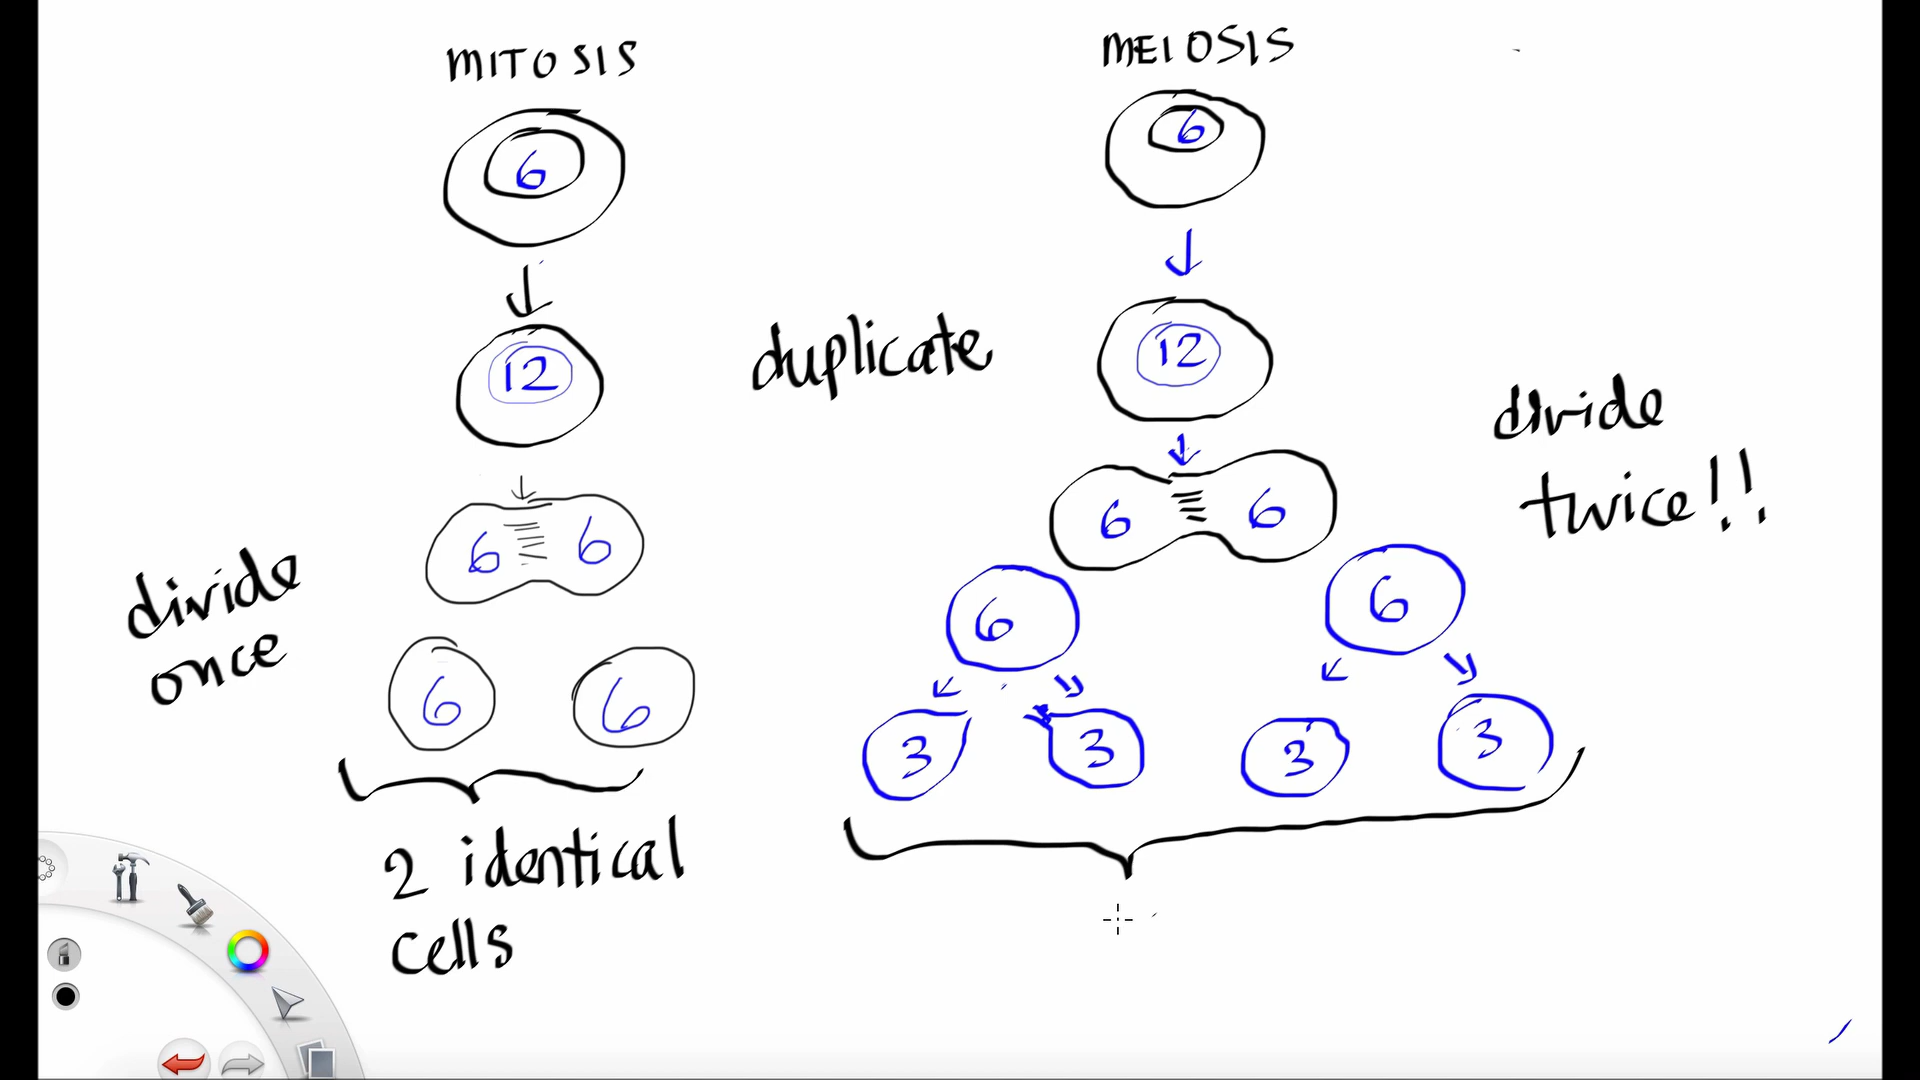 MITOSIS
MEIOSIS
6
6
12
duplicate
12
divide
twice!!
6 6
6 6
divide
once
6 6
6 6
3 3 3 3
2 identical
cells